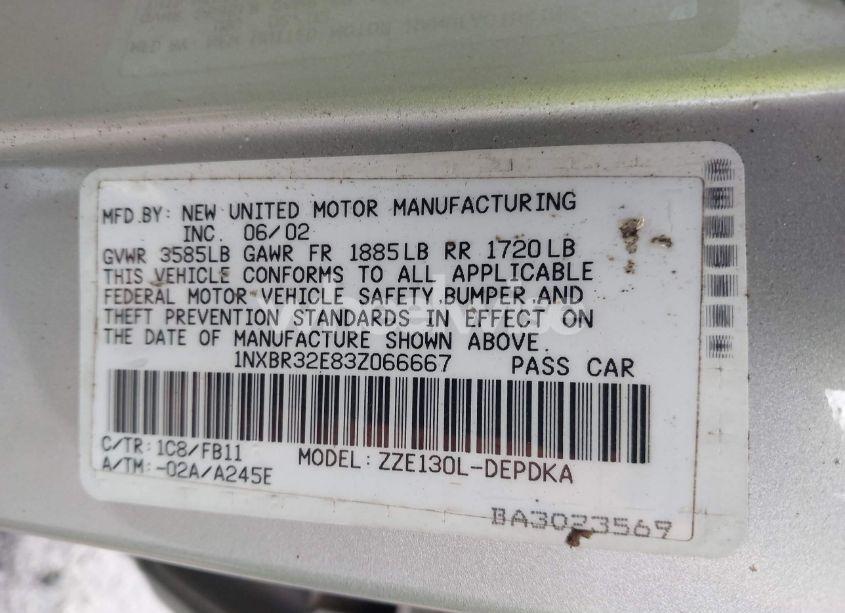 MFD.BY: NEW UNITED MOTOR MANUFACTURING
INC. 06/02
GVWR 3585LB GAWR FR 1885LB RR 1720LB
THIS VEHICLE CONFORMS TO ALL APPLICABLE
FEDERAL MOTOR VEHICLE SAFETY,BUMPER,AND
THEFT PREVENTION STANDARDS IN EFFECT ON
THE DATE OF MANUFACTURE SHOWN ABOVE.
1NXBR32E83Z066667 PASS CAR
C/TR:1C8/FB11
A/TM:-02A/A245E
MODEL:ZZE130L-DEPDKA
BA3023569